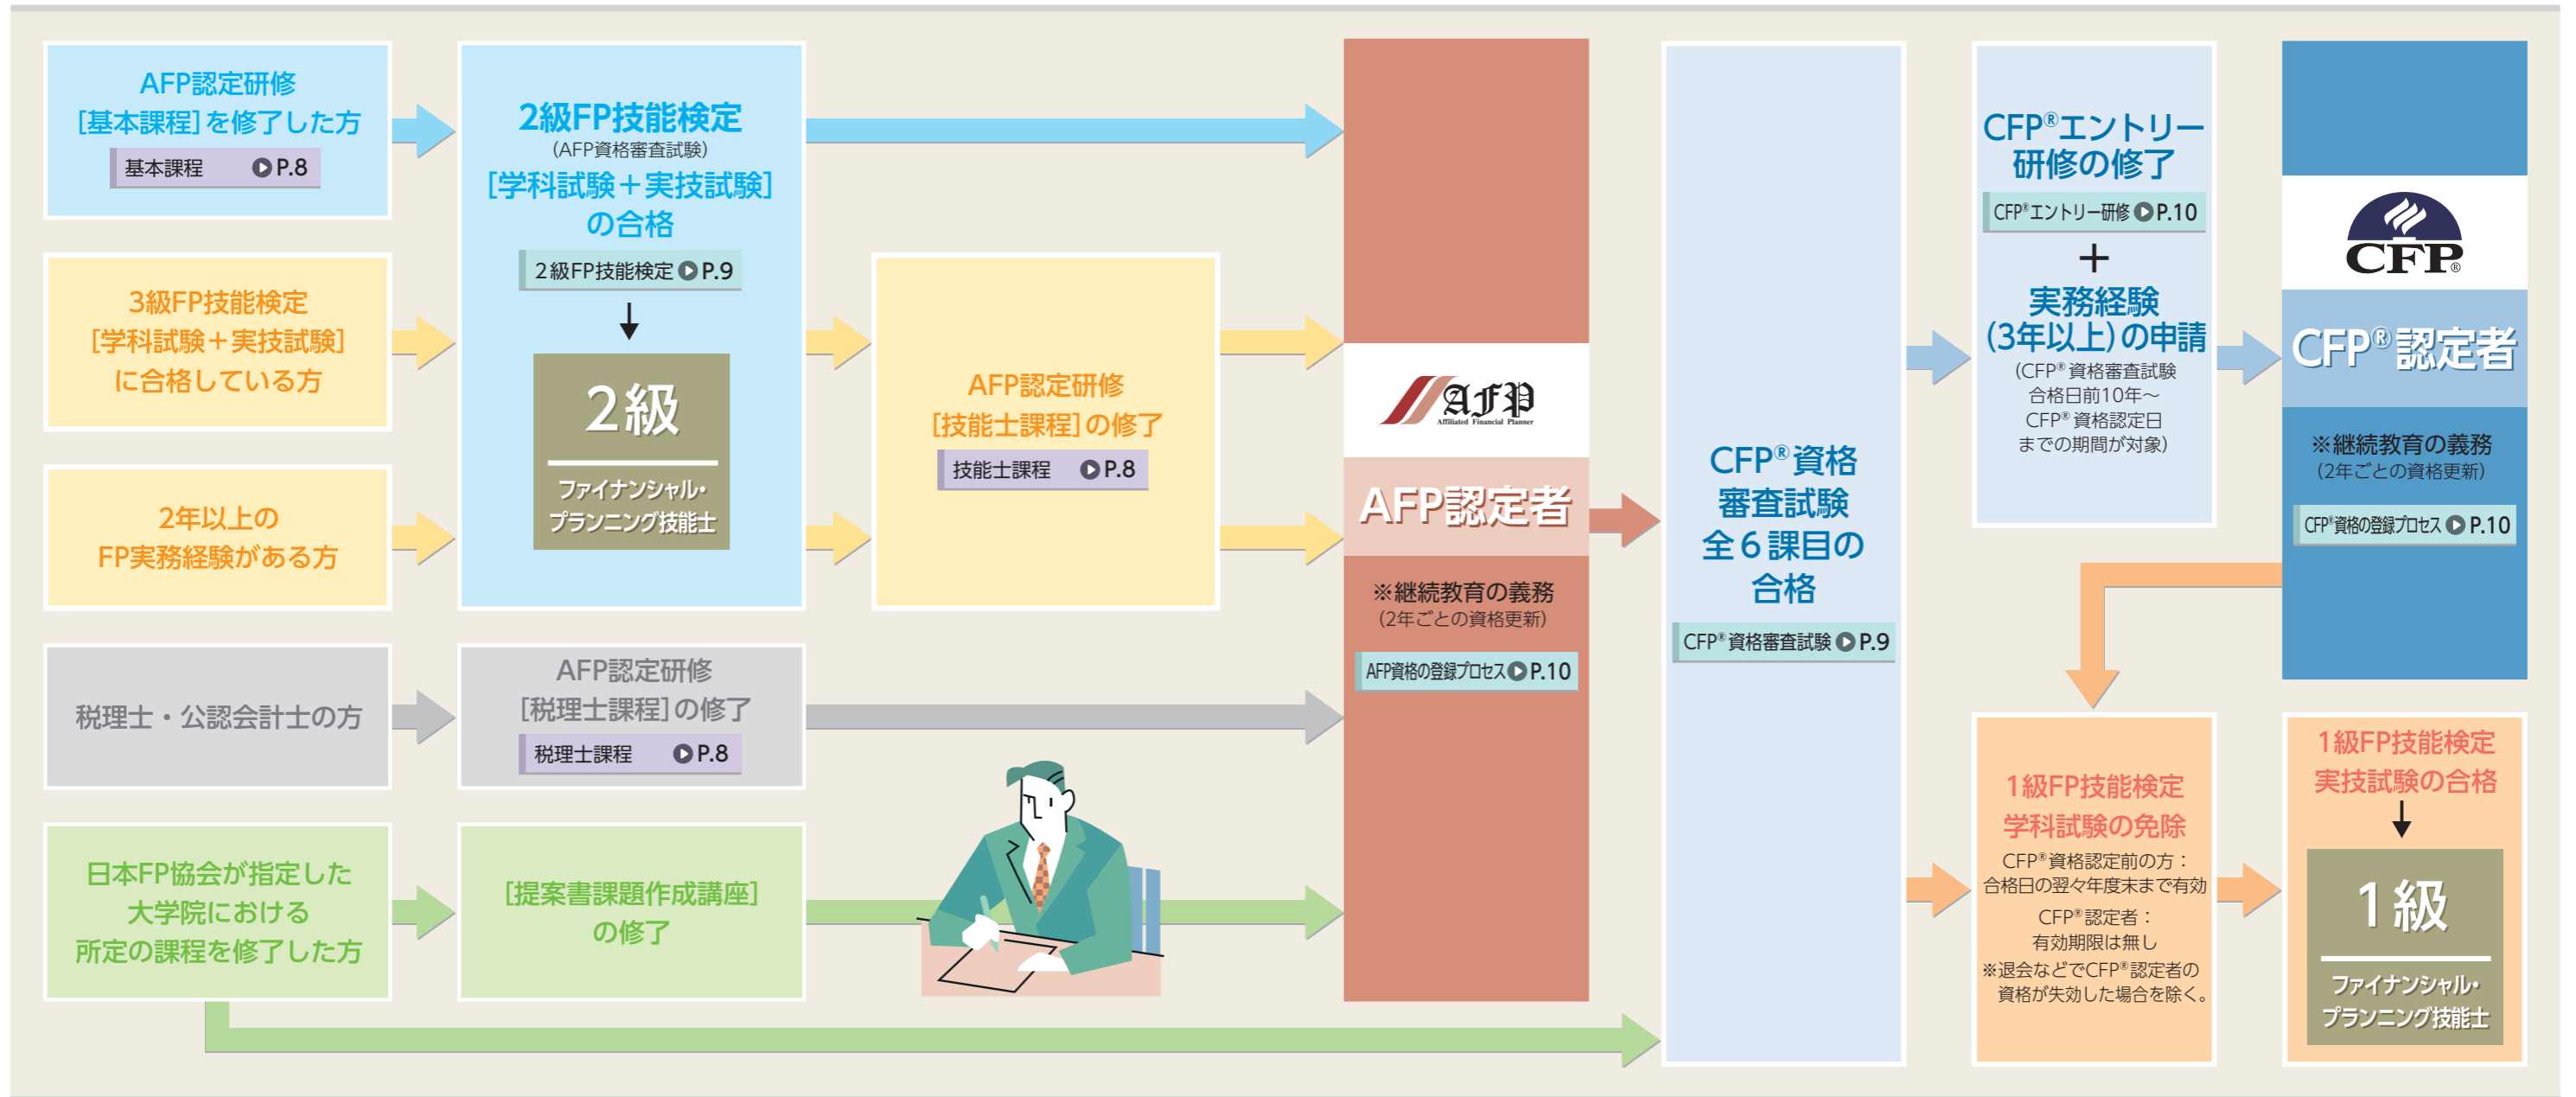 AFP認定研修
［基本課程］を修了した方
基本課程 P.8
3級FP技能検定
［学科試験＋実技試験］
に合格している方
2年以上の
FP実務経験がある方
税理士・公認会計士の方
日本FP協会が指定した
大学院における
所定の課程を修了した方
2級FP技能検定
（AFP資格審査試験）
［学科試験＋実技試験］
の合格
2級FP技能検定 P.9
2級
ファイナンシャル・
プランニング技能士
AFP認定研修
［税理士課程］の修了
税理士課程 P.8
［提案書課題作成講座］
の修了
AFP認定研修
［技能士課程］の修了
技能士課程 P.8
AFP
Affiliated Financial Planner
AFP認定者
※継続教育の義務
（2年ごとの資格更新）
AFP資格の登録プロセス P.10
CFP®資格
審査試験
全6課目の
合格
CFP®資格審査試験 P.9
CFP®エントリー
研修の修了
CFP®エントリー研修 P.10
＋
実務経験
（3年以上）の申請
（CFP®資格審査試験
合格日前10年～
CFP®資格認定日
までの期間が対象）
CFP®
CFP®認定者
※継続教育の義務
（2年ごとの資格更新）
CFP®資格の登録プロセス P.10
1級FP技能検定
学科試験の免除
CFP®資格認定前の方：
合格日の翌々年度末まで有効
CFP®認定者：
有効期限は無し
※退会などでCFP®認定者の
資格が失効した場合を除く。
1級FP技能検定
実技試験の合格
1級
ファイナンシャル・
プランニング技能士